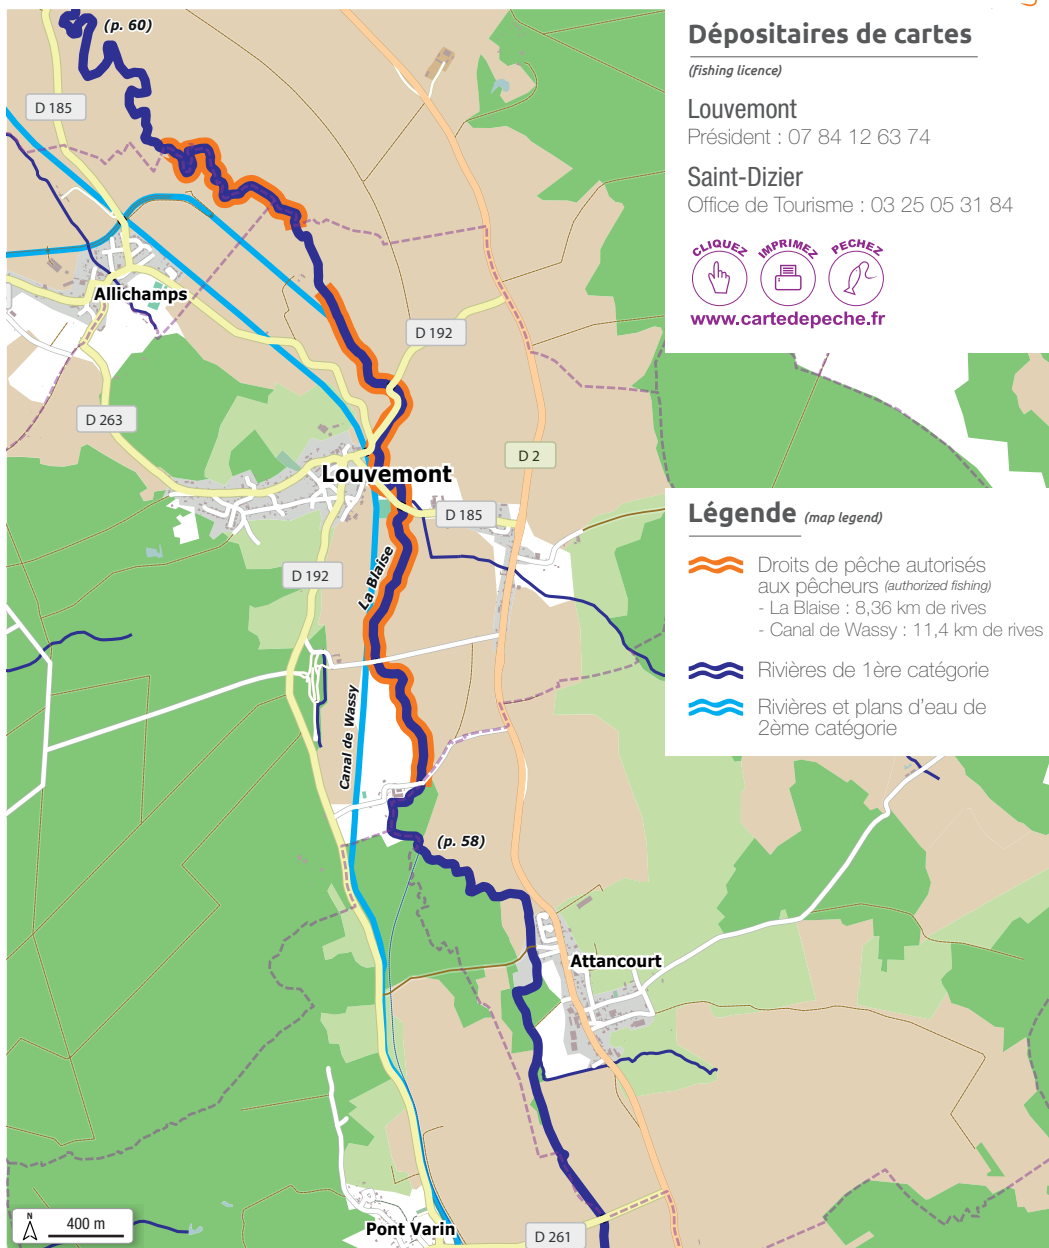 (p. 60)
D 185
Allichamps
D 192
D 263
D 2
Louvemont
D 185
La Blaise
D 192
Canal de Wassy
(p. 58)
Attancourt
Pont Varin
D 261
N
400 m
Dépositaires de cartes
(fishing licence)
Louvemont
Président : 07 84 12 63 74
Saint-Dizier
Office de Tourisme : 03 25 05 31 84
CLIQUEZ IMPRIMEZ PECHEZ
www.cartedepeche.fr
Légende (map legend)
Droits de pêche autorisés
aux pêcheurs (authorized fishing)
- La Blaise : 8,36 km de rives
- Canal de Wassy : 11,4 km de rives
Rivières de 1ère catégorie
Rivières et plans d’eau de
2ème catégorie